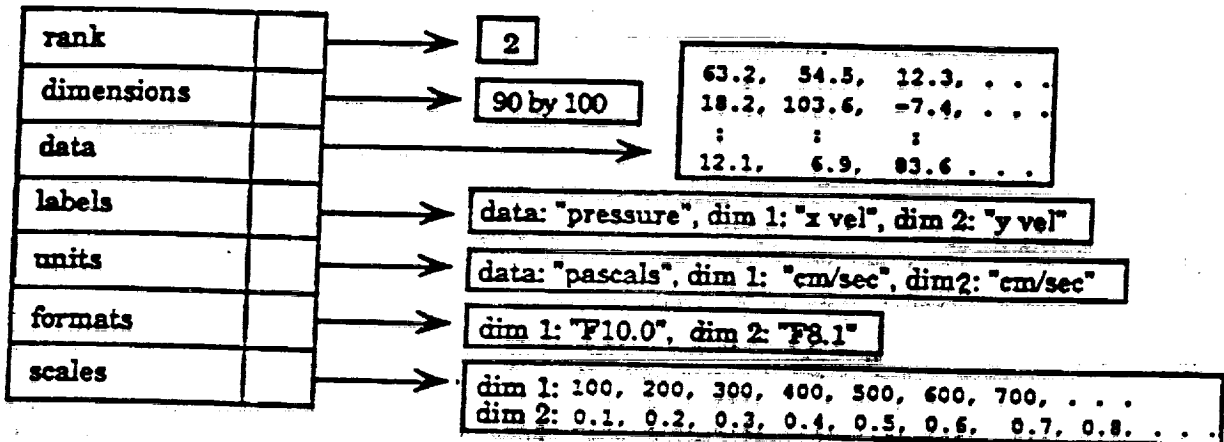 rank
2
dimensions
90 by 100
63.2, 54.5, 12.3, . . .
18.2, 103.6, -7.4, . . .
: : :
12.1, 6.9, 83.6 . . .
data
labels
data: "pressure", dim 1: "x vel", dim 2: "y vel"
units
data: "pascals", dim 1: "cm/sec", dim2: "cm/sec"
formats
dim 1: "F10.0", dim 2: "F8.1"
scales
dim 1: 100, 200, 300, 400, 500, 600, 700, . . .
dim 2: 0.1, 0.2, 0.3, 0.4, 0.5, 0.6, 0.7, 0.8, . . .